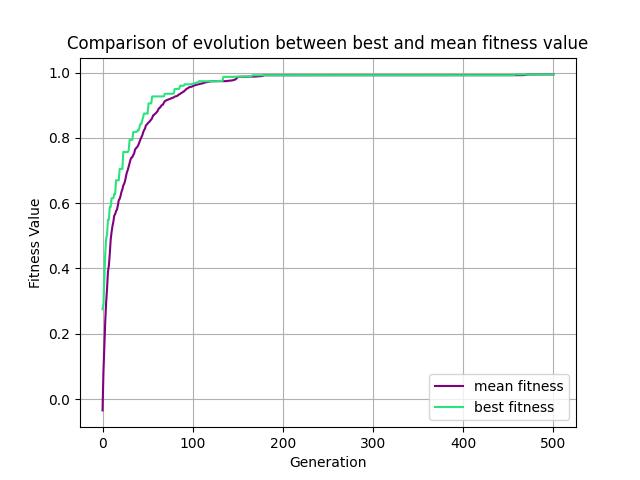 Comparison of evolution between best and mean fitness value
1.0
0.8
0.6
0.4
0.2
0.0
Fitness Value
mean fitness
best fitness
0 100 200 300 400 500
Generation